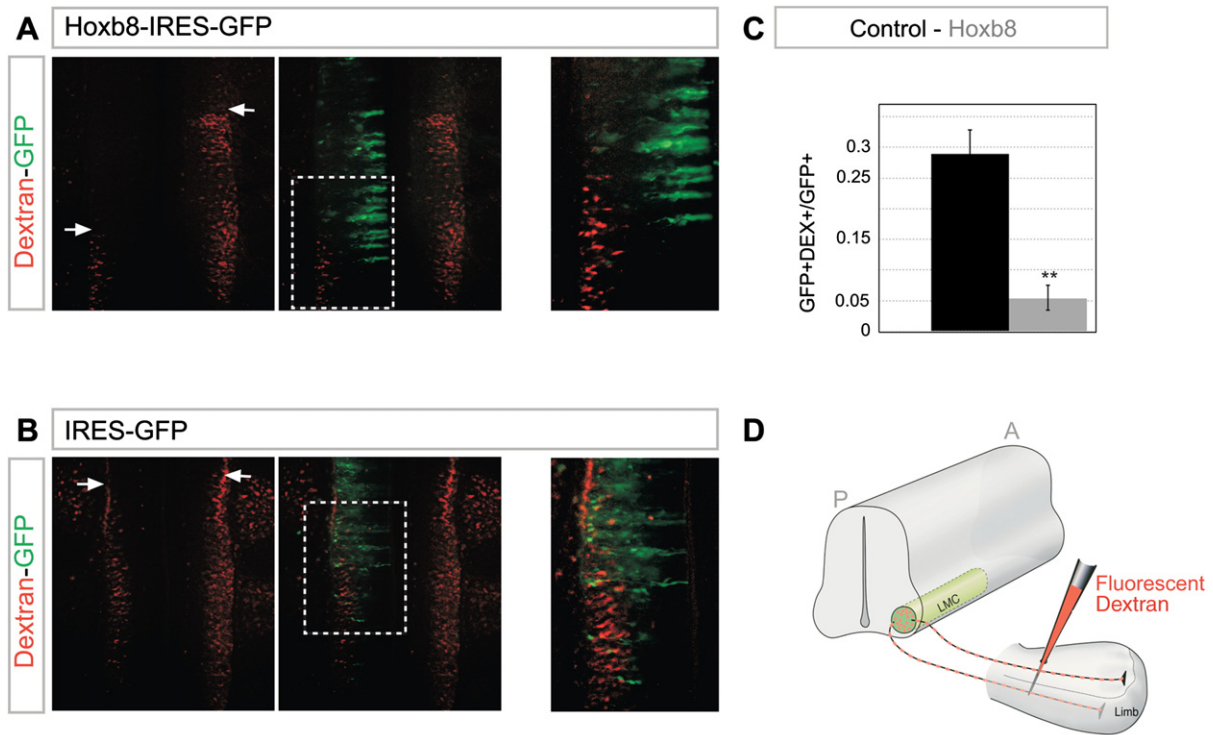 A
Hoxb8-IRES-GFP
Dextran-GFP
C
Control - Hoxb8
GFP+DEX+/GFP+
0.3
0.25
0.15
0.05
0
**
B
IRES-GFP
Dextran-GFP
D
A
P
LMC
Fluorescent
Dextran
Limb